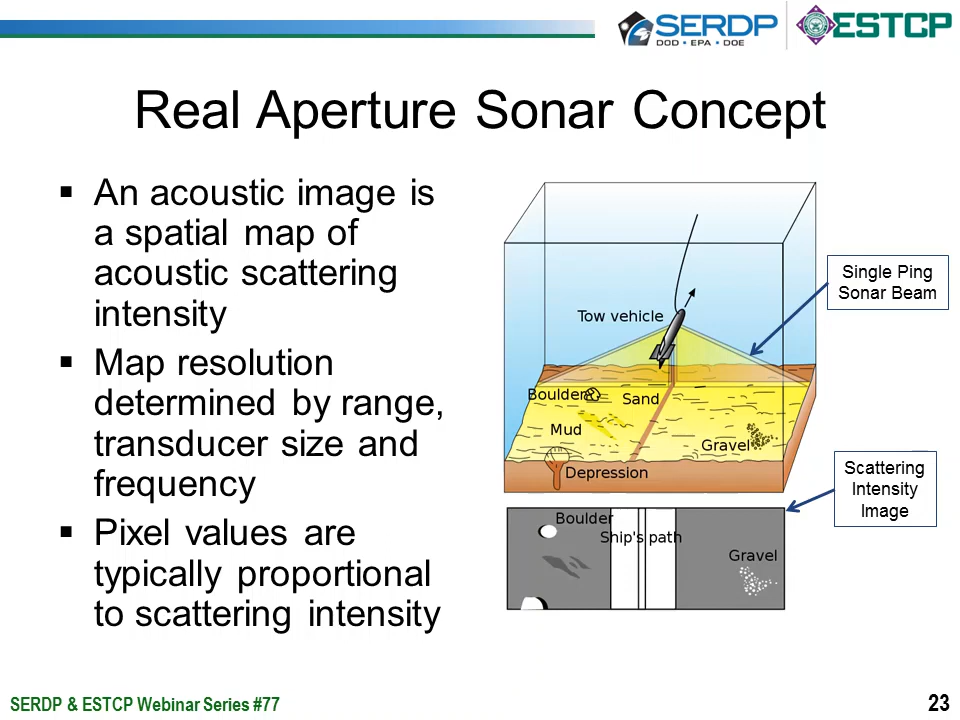 SERDP
DOD • EPA • DOE
ESTCP
Real Aperture Sonar Concept
▪ An acoustic image is
a spatial map of
acoustic scattering
intensity
▪ Map resolution
determined by range,
transducer size and
frequency
▪ Pixel values are
typically proportional
to scattering intensity
Single Ping
Sonar Beam
Tow vehicle
Boulder
Sand
Mud
Gravel
Depression
Scattering
Intensity
Image
Boulder
Ship's path
Gravel
SERDP & ESTCP Webinar Series #77
23